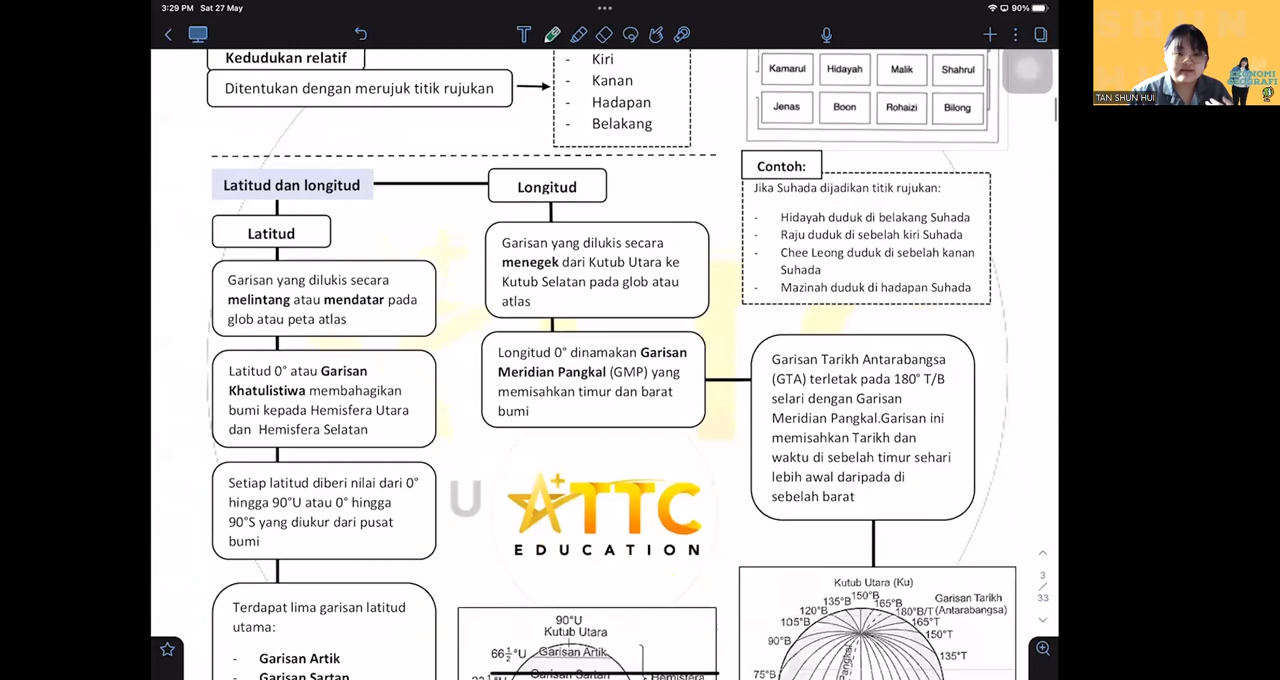 3:29 PM Sat 27 May
90%
Kedudukan relatif
Ditentukan dengan merujuk titik rujukan
- Kiri
- Kanan
- Hadapan
- Belakang
Kamarul Hidayah Malik Shahrul
Jenas Boon Rohaizi Bilong
TAN SHUN HUI
EKONOMI
GEOGRAFI
Latitud dan longitud
Latitud
Garisan yang dilukis secara
melintang atau mendatar pada
glob atau peta atlas
Latitud 0° atau Garisan
Khatulistiwa membahagikan
bumi kepada Hemisfera Utara
dan Hemisfera Selatan
Setiap latitud diberi nilai dari 0°
hingga 90°U atau 0° hingga
90°S yang diukur dari pusat
bumi
Terdapat lima garisan latitud
utama:
- Garisan Artik
- Garisan Sartan
Longitud
Garisan yang dilukis secara
menegek dari Kutub Utara ke
Kutub Selatan pada glob atau
atlas
Longitud 0° dinamakan Garisan
Meridian Pangkal (GMP) yang
memisahkan timur dan barat
bumi
U
ATTC
EDUCATION
90°U
Kutub Utara
66½°U Garisan Artik
Garisan Sartan
Hemisfera
Contoh:
Jika Suhada dijadikan titik rujukan:
- Hidayah duduk di belakang Suhada
- Raju duduk di sebelah kiri Suhada
- Chee Leong duduk di sebelah kanan
Suhada
- Mazinah duduk di hadapan Suhada
Garisan Tarikh Antarabangsa
(GTA) terletak pada 180° T/B
selari dengan Garisan
Meridian Pangkal.Garisan ini
memisahkan Tarikh dan
waktu di sebelah timur sehari
lebih awal daripada di
sebelah barat
Kutub Utara (Ku)
150°B
135°B 165°B Garisan Tarikh
120°B 180°B/T (Antarabangsa)
105°B 165°T
90°B 150°T
135°T
75°B
Pangkal
3
/
33